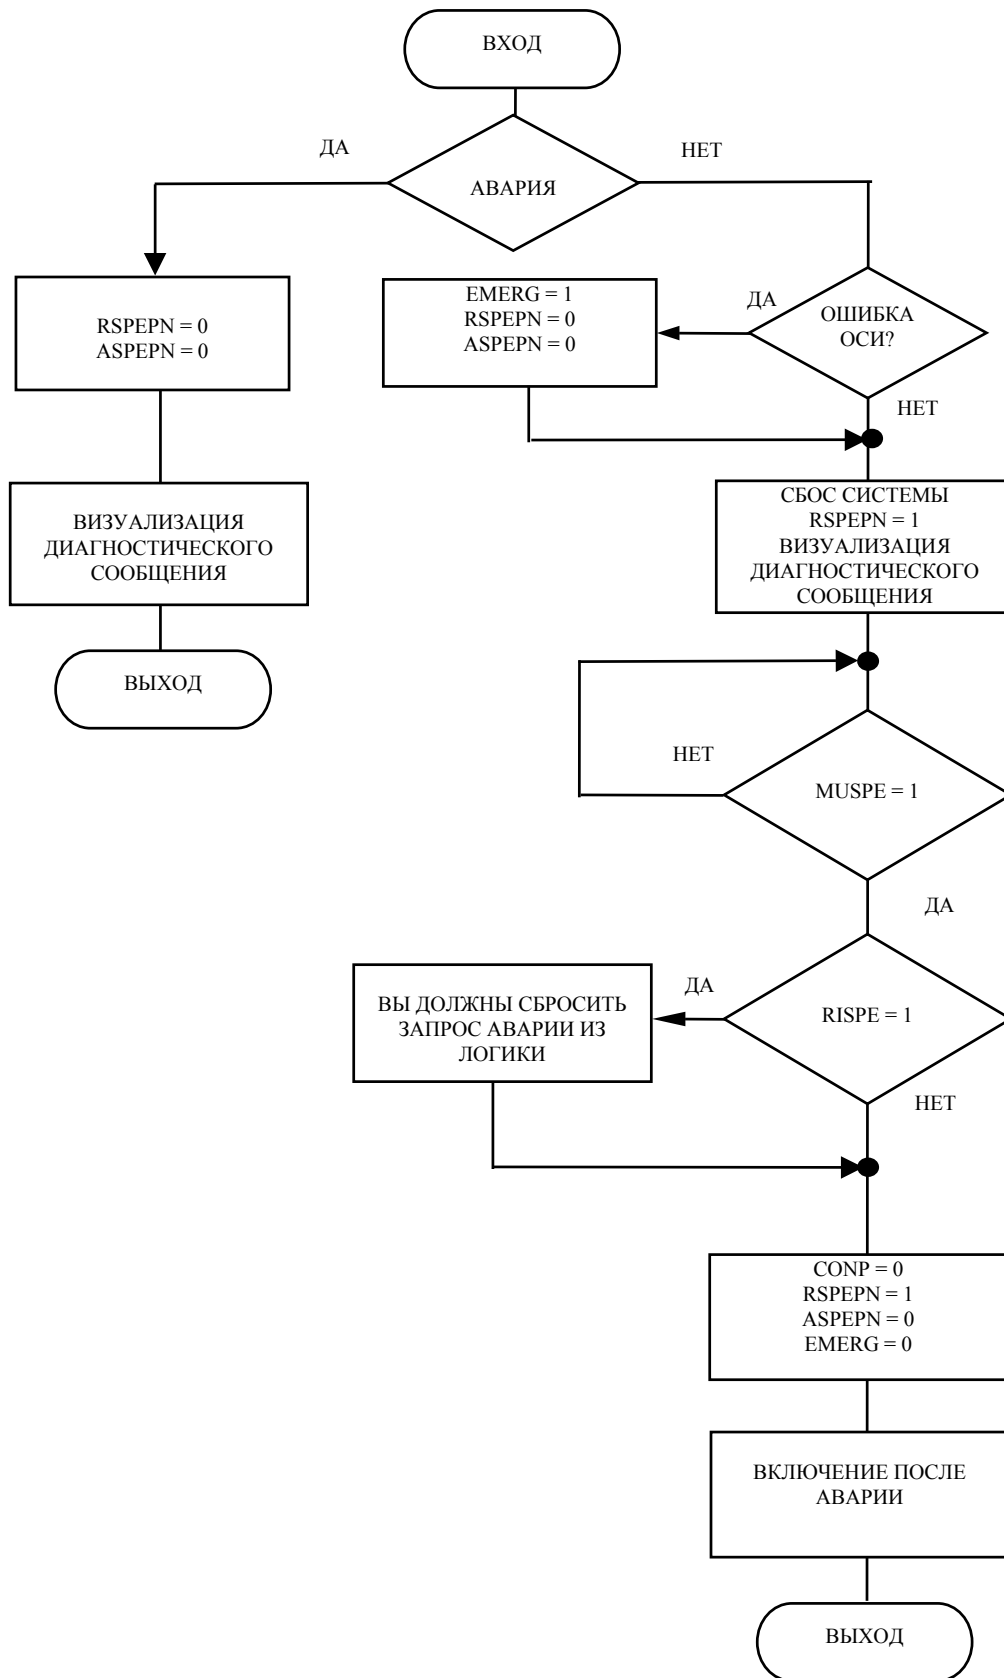 ВХОД
ДА
НЕТ
АВАРИЯ
RSPEPN = 0
ASPEPN = 0
EMERG = 1
RSPEPN = 0
ASPEPN = 0
ДА
ОШИБКА
ОСИ?
НЕТ
ВИЗУАЛИЗАЦИЯ
ДИАГНОСТИЧЕСКОГО
СООБЩЕНИЯ
СБОС СИСТЕМЫ
RSPEPN = 1
ВИЗУАЛИЗАЦИЯ
ДИАГНОСТИЧЕСКОГО
СООБЩЕНИЯ
ВЫХОД
НЕТ
MUSPE = 1
ДА
ВЫ ДОЛЖНЫ СБРОСИТЬ
ЗАПРОС АВАРИИ ИЗ
ЛОГИКИ
ДА
RISPE = 1
НЕТ
CONP = 0
RSPEPN = 1
ASPEPN = 0
EMERG = 0
ВКЛЮЧЕНИЕ ПОСЛЕ
АВАРИИ
ВЫХОД